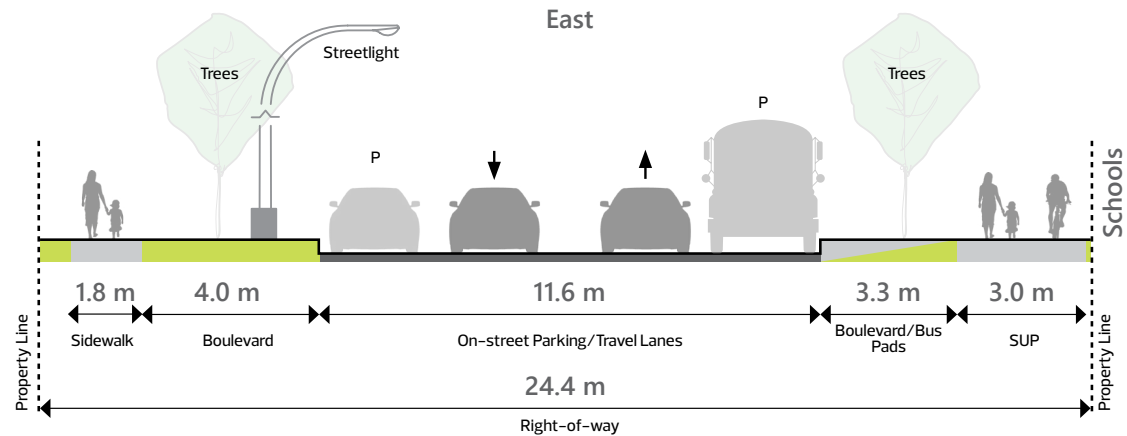 East
Streetlight
Trees
Trees
P
P
Schools
1.8 m
4.0 m
11.6 m
3.3 m
3.0 m
Sidewalk
Boulevard
On-street Parking/Travel Lanes
Boulevard/Bus
Pads
SUP
Property Line
Property Line
24.4 m
Right-of-way